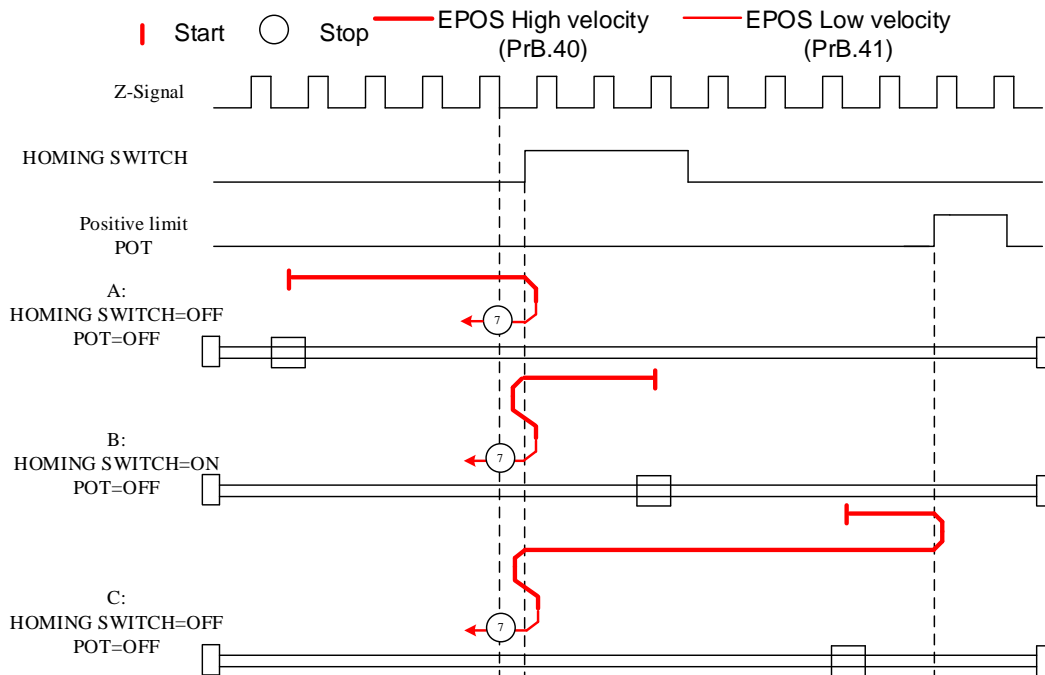 Start Stop EPOS High velocity EPOS Low velocity
(PrB.40) (PrB.41)
Z-Signal
HOMING SWITCH
Positive limit
POT
A:
HOMING SWITCH=OFF
POT=OFF
7
B:
HOMING SWITCH=ON
POT=OFF
7
C:
HOMING SWITCH=OFF
POT=OFF
7